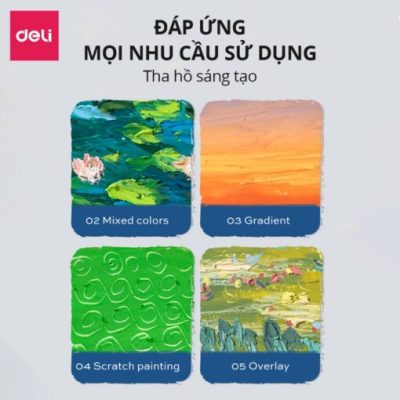 deli
ĐÁP ỨNG
MỌI NHU CẦU SỬ DỤNG
Tha hồ sáng tạo
02 Mixed colors
03 Gradient
04 Scratch painting
05 Overlay